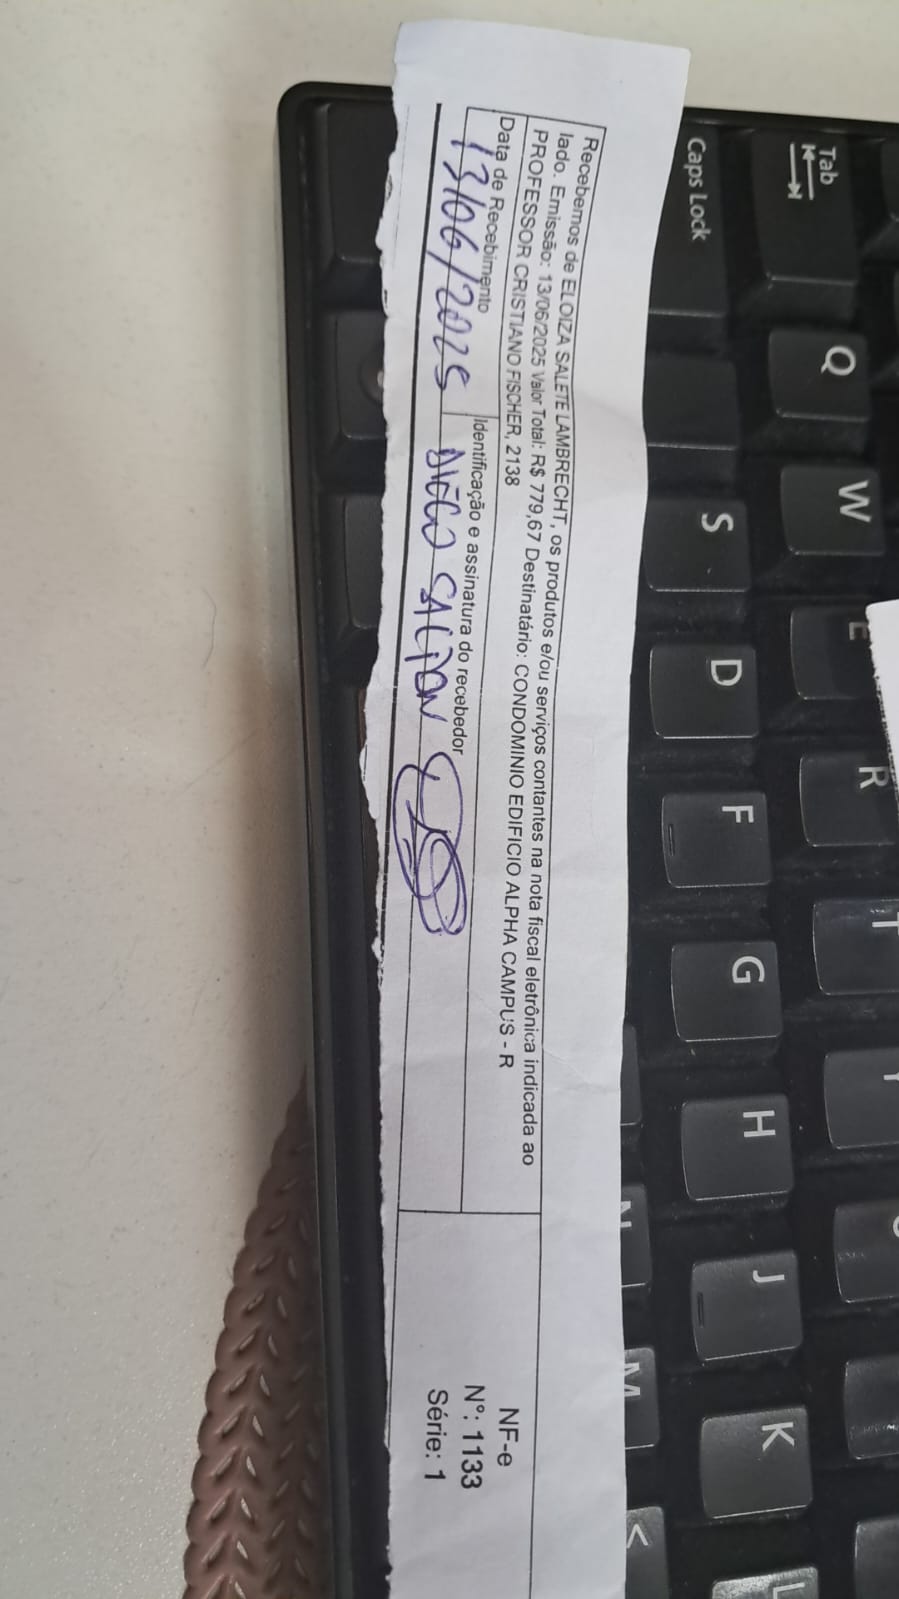 Recebemos de ELOIZA SALETE LAMBRECHT, os produtos e/ou serviços contantes na nota fiscal eletrônica indicada ao
lado. Emissão: 13/06/2025 Valor Total: R$ 779,67 Destinatário: CONDOMINIO EDIFICIO ALPHA CAMPUS - R
PROFESSOR CRISTIANO FISCHER, 2138
Data de Recebimento
13/06/2025
Identificação e assinatura do recebedor
DIEGO SALTON
NF-e
N°: 1133
Série: 1
Tab
Q
W
E
R
T
Caps Lock
S
D
F
G
H
J
K
L
N
M
<